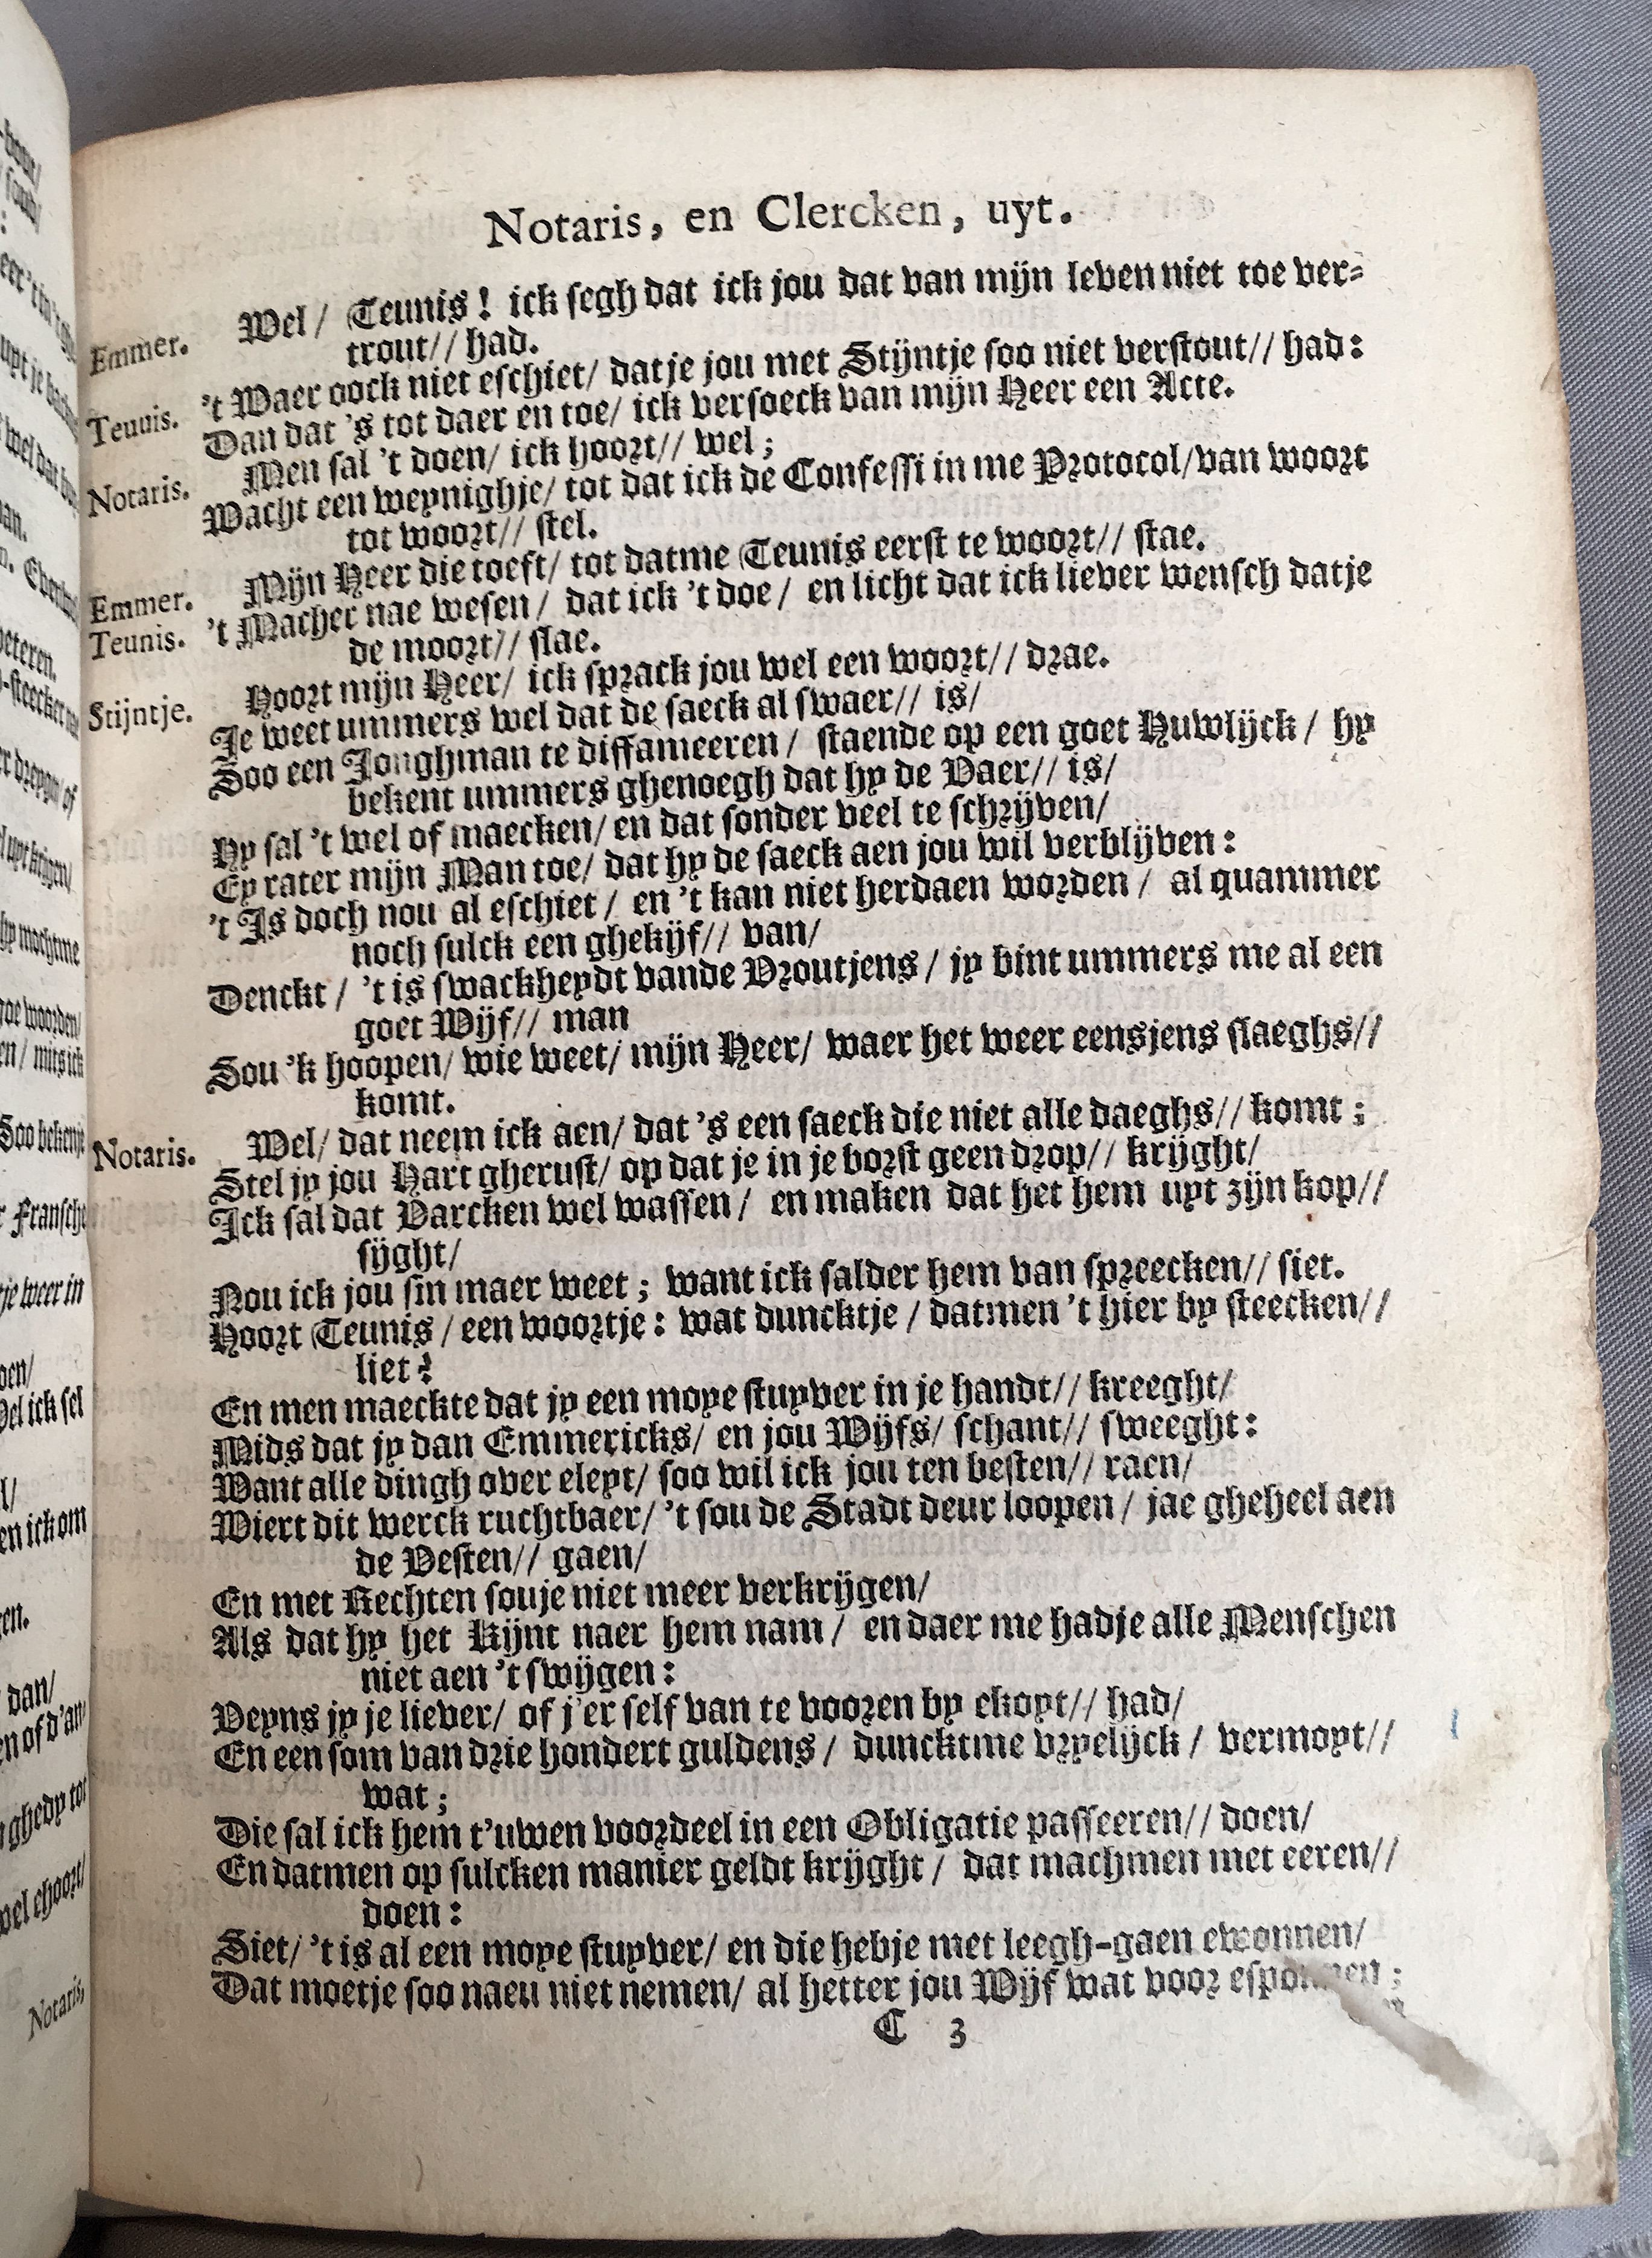 Notaris, en Clercken, uyt.
Emmer. Wel/ Teunis! ick segh dat ick jou dat van mijn leven niet toe ver-
trout// had.
't Waer oock niet eschiet/ datje jou met Stijntje soo niet verstout// had:
Teuuis. Dan dat 's tot daer en toe/ ick versoeck van mijn Heer een Acte.
Notaris. Men sal 't doen/ ick hoort// wel;
Wacht een weynighje/ tot dat ick de Confessi in me Protocol/van woort
tot woort// stel.
Emmer. Mijn Heer die toeft/ tot datme Teunis eerst te woort// stae.
Teunis. 't Macher nae wesen/ dat ick 't doe/ en licht dat ick liever wensch datje
de moort// slae.
Stijntje. Hoort mijn Heer/ ick sprack jou wel een woort// drae.
Je weet ummers wel dat de saeck al swaer// is/
Soo een Jonghman te diffameeren/ staende op een goet Huwlijck/ hy
bekent ummers ghenoegh dat hy de Vaer// is/
Hy sal 't wel of maecken/ en dat sonder veel te schrijven/
Ey rater mijn Man toe/ dat hy de saeck aen jou wil verblijven:
't Is doch nou al eschiet/ en 't kan niet herdaen worden/ al quammer
noch sulck een ghekijf// van/
Denckt/ 't is swackheydt vande Vroutjens/ jy bint ummers me al een
goet Wijf// man
Sou 'k hoopen/ wie weet/ mijn Heer/ waer het weer eensjens slaeghs//
komt.
Notaris. Wel/ dat neem ick aen/ dat 's een saeck die niet alle daeghs// komt;
Stel jy jou Hart gherust/ op dat je in je borst geen drop// krijght/
Ick sal dat Varcken wel wassen/ en maken dat het hem uyt zijn kop//
sijght/
Nou ick jou sin maer weet; want ick salder hem van spreecken// siet.
Hoort Teunis/ een woortje: wat duncktje/ datmen 't hier by steecken//
liet?
En men maeckte dat jy een moye stuyver in je handt// kreeght/
Mids dat jy dan Emmericks/ en jou Wijfs/ schant// sweeght:
Want alle dingh over eleyt/ soo wil ick jou ten besten// raen/
Wiert dit werck ruchtbaer/ 't sou de Stadt deur loopen/ jae gheheel aen
de Vesten// gaen/
En met Rechten souje niet meer verkrijgen/
Als dat hy het Kijnt naer hem nam/ en daer me hadje alle Menschen
niet aen 't swijgen:
Veyns jy je liever/ of j'er self van te vooren by ekoyt// had/
En een som van drie hondert guldens/ duncktme vryelijck/ vermoyt//
wat;
Die sal ick hem t'uwen voordeel in een Obligatie passeeren// doen/
En datmen op sulcken manier geldt krijght/ dat machmen met eeren//
doen:
Siet/ 't is al een moye stuyver/ en die hebje met leegh-gaen ewonnen/
Dat moetje soo naeu niet nemen/ al hetter jou Wijf wat voor esponnen;
C 3